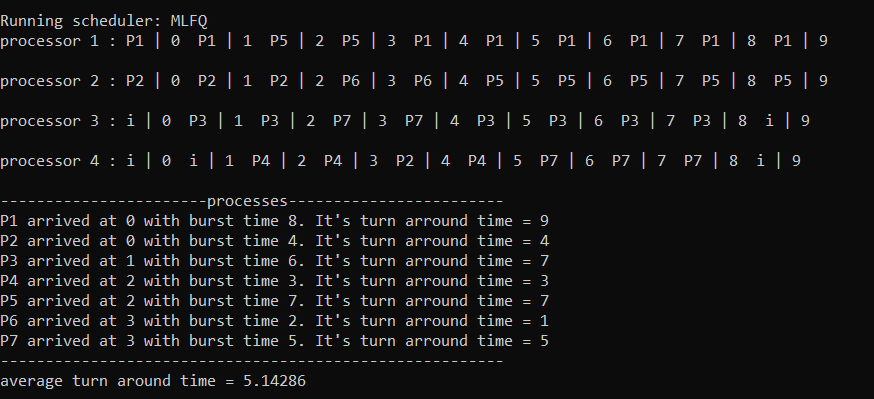 Running scheduler: MLFQ
processor 1 : P1 | 0  P1 | 1  P5 | 2  P5 | 3  P1 | 4  P1 | 5  P1 | 6  P1 | 7  P1 | 8  P1 | 9
processor 2 : P2 | 0  P2 | 1  P2 | 2  P6 | 3  P6 | 4  P5 | 5  P5 | 6  P5 | 7  P5 | 8  P5 | 9
processor 3 : i | 0  P3 | 1  P3 | 2  P7 | 3  P7 | 4  P3 | 5  P3 | 6  P3 | 7  P3 | 8  i | 9
processor 4 : i | 0  i | 1  P4 | 2  P4 | 3  P2 | 4  P4 | 5  P7 | 6  P7 | 7  P7 | 8  i | 9
-----------------------processes------------------------
P1 arrived at 0 with burst time 8. It's turn arround time = 9
P2 arrived at 0 with burst time 4. It's turn arround time = 4
P3 arrived at 1 with burst time 6. It's turn arround time = 7
P4 arrived at 2 with burst time 3. It's turn arround time = 3
P5 arrived at 2 with burst time 7. It's turn arround time = 7
P6 arrived at 3 with burst time 2. It's turn arround time = 1
P7 arrived at 3 with burst time 5. It's turn arround time = 5
--------------------------------------------------------
average turn around time = 5.14286